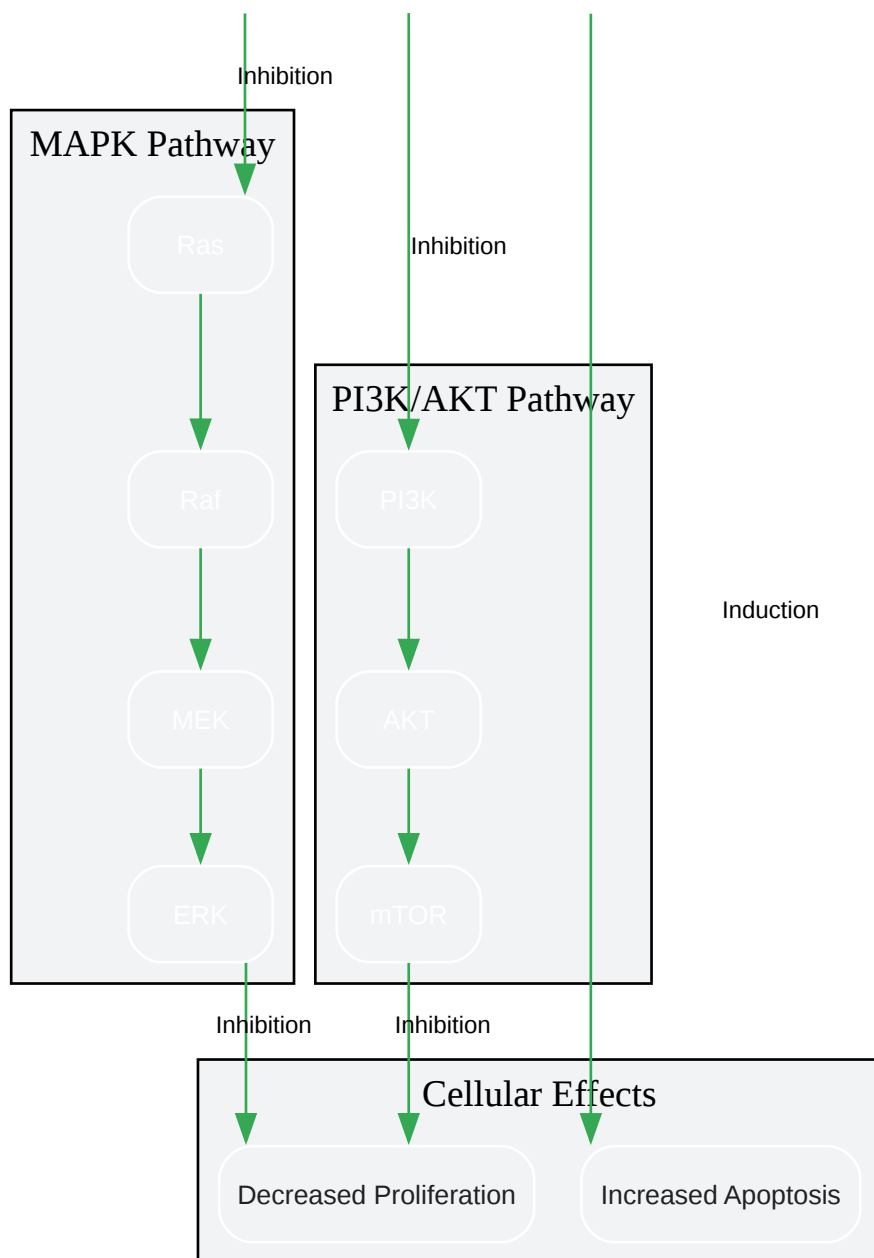 Inhibition
MAPK Pathway
Ras
Inhibition
PI3K/AKT Pathway
Raf
PI3K
Induction
MEK
AKT
ERK
mTOR
Inhibition
Inhibition
Cellular Effects
Decreased Proliferation
Increased Apoptosis